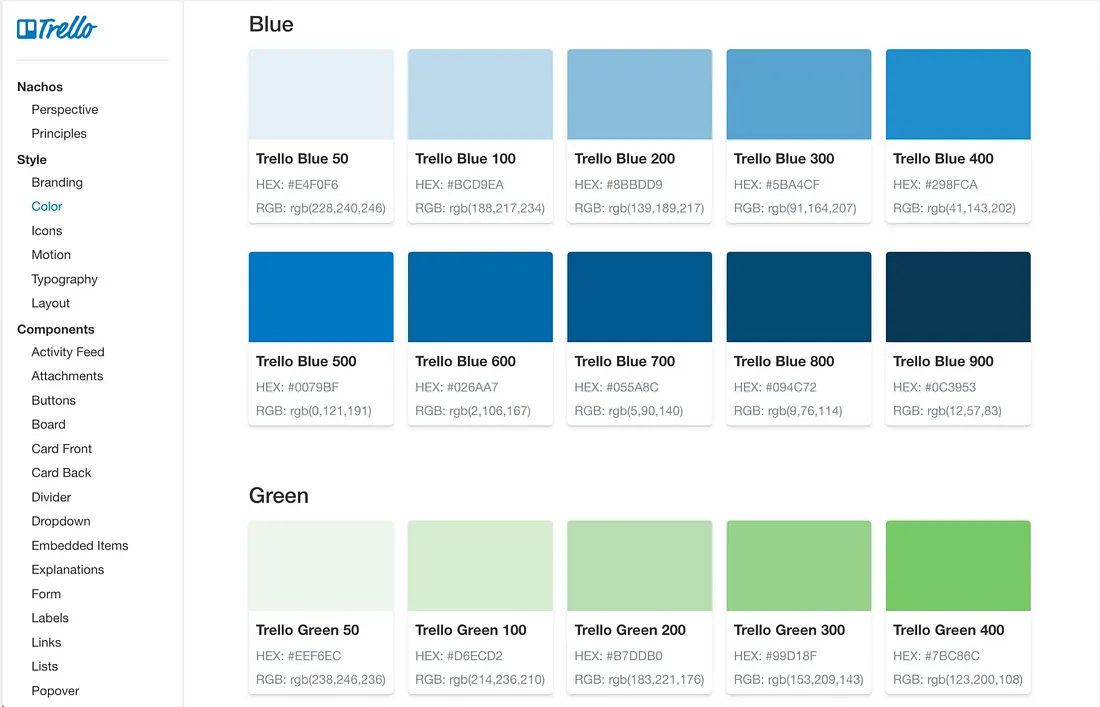 Trello
Nachos
Perspective
Principles
Style
Branding
Color
Icons
Motion
Typography
Layout
Components
Activity Feed
Attachments
Buttons
Board
Card Front
Card Back
Divider
Dropdown
Embedded Items
Explanations
Form
Labels
Links
Lists
Popover
Blue
Trello Blue 50
HEX: #E4F0F6
RGB: rgb(228,240,246)
Trello Blue 100
HEX: #BCD9EA
RGB: rgb(188,217,234)
Trello Blue 200
HEX: #8BBDD9
RGB: rgb(139,189,217)
Trello Blue 300
HEX: #5BA4CF
RGB: rgb(91,164,207)
Trello Blue 400
HEX: #298FCA
RGB: rgb(41,143,202)
Trello Blue 500
HEX: #0079BF
RGB: rgb(0,121,191)
Trello Blue 600
HEX: #026AA7
RGB: rgb(2,106,167)
Trello Blue 700
HEX: #055A8C
RGB: rgb(5,90,140)
Trello Blue 800
HEX: #094C72
RGB: rgb(9,76,114)
Trello Blue 900
HEX: #0C3953
RGB: rgb(12,57,83)
Green
Trello Green 50
HEX: #EEF6EC
RGB: rgb(238,246,236)
Trello Green 100
HEX: #D6ECD2
RGB: rgb(214,236,210)
Trello Green 200
HEX: #B7DDB0
RGB: rgb(183,221,176)
Trello Green 300
HEX: #99D18F
RGB: rgb(153,209,143)
Trello Green 400
HEX: #7BC86C
RGB: rgb(123,200,108)